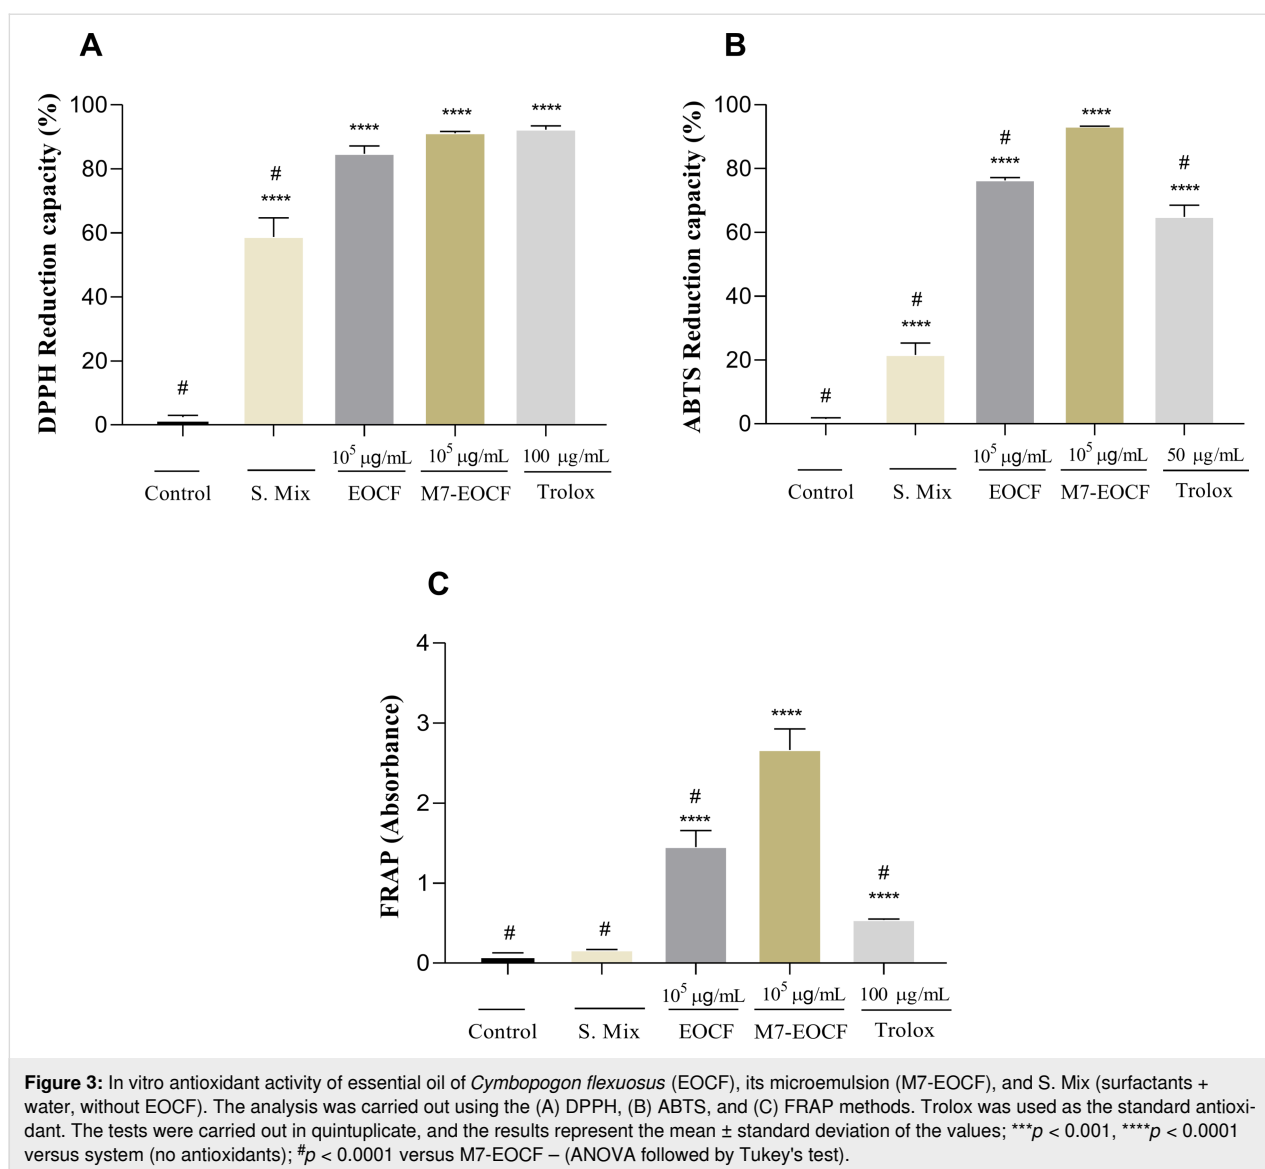 A
DPPH Reduction capacity (%)
100
80
60
40
20
0
#
#
****
****
****
****
10⁵ µg/mL
10⁵ µg/mL
100 µg/mL
Control
S. Mix
EOCF
M7-EOCF
Trolox
B
ABTS Reduction capacity (%)
100
80
60
40
20
0
#
#
****
#
****
****
#
****
10⁵ µg/mL
10⁵ µg/mL
50 µg/mL
Control
S. Mix
EOCF
M7-EOCF
Trolox
C
FRAP (Absorbance)
4
3
2
1
0
#
#
#
****
****
#
****
10⁵ µg/mL
10⁵ µg/mL
100 µg/mL
Control
S. Mix
EOCF
M7-EOCF
Trolox
Figure 3: In vitro antioxidant activity of essential oil of Cymbopogon flexuosus (EOCF), its microemulsion (M7-EOCF), and S. Mix (surfactants +
water, without EOCF). The analysis was carried out using the (A) DPPH, (B) ABTS, and (C) FRAP methods. Trolox was used as the standard antioxi-
dant. The tests were carried out in quintuplicate, and the results represent the mean ± standard deviation of the values; ***p < 0.001, ****p < 0.0001
versus system (no antioxidants); #p < 0.0001 versus M7-EOCF – (ANOVA followed by Tukey's test).